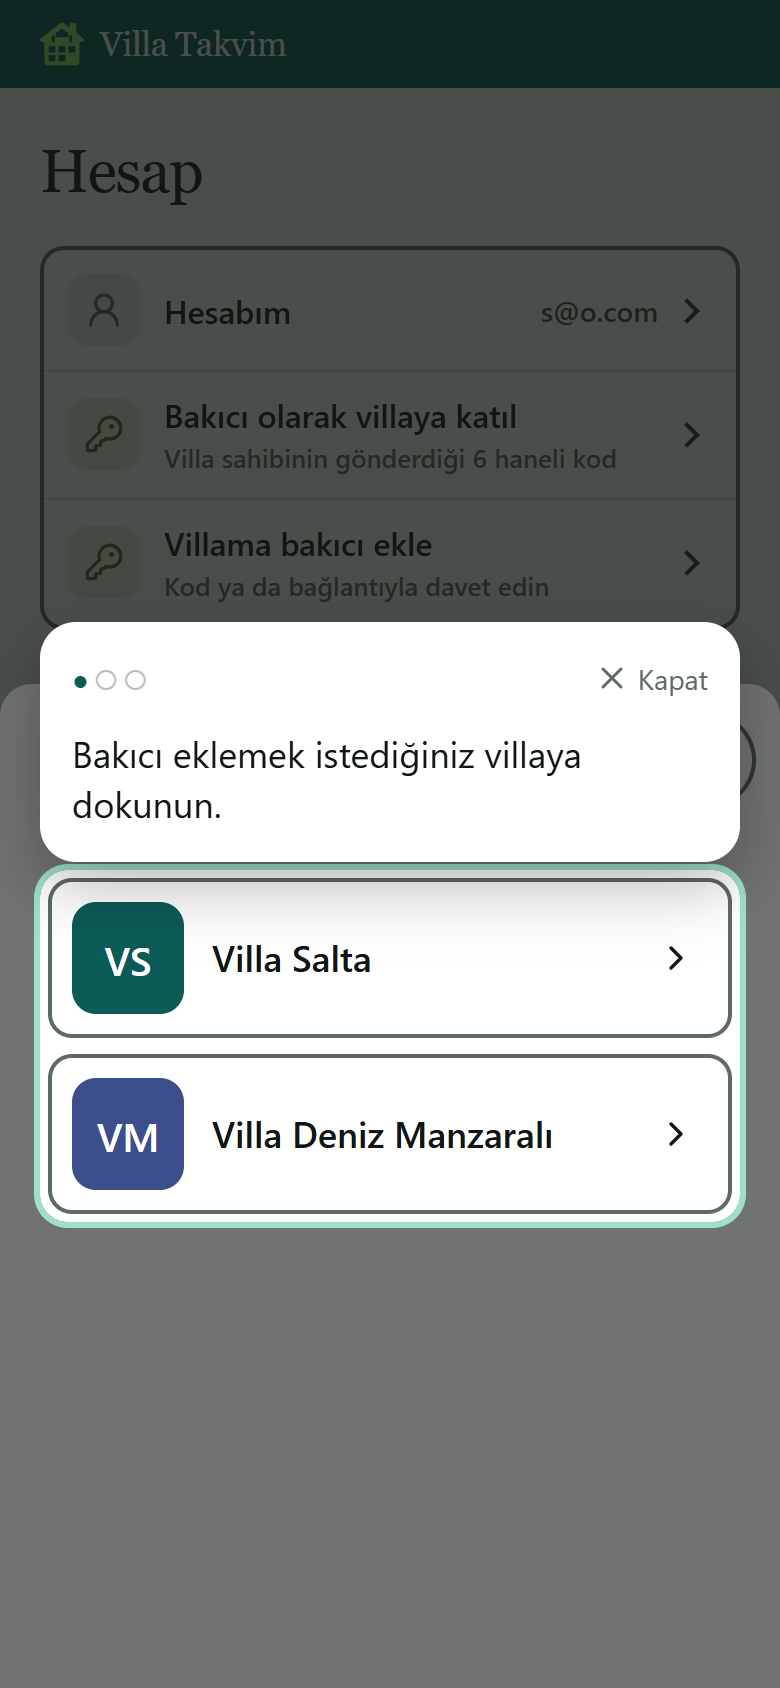 Villa Takvim
Hesap
Hesabım
s@o.com
Bakıcı olarak villaya katıl
Villa sahibinin gönderdiği 6 haneli kod
Villama bakıcı ekle
Kod ya da bağlantıyla davet edin
Kapat
Bakıcı eklemek istediğiniz villaya
dokunun.
VS
Villa Salta
VM
Villa Deniz Manzaralı